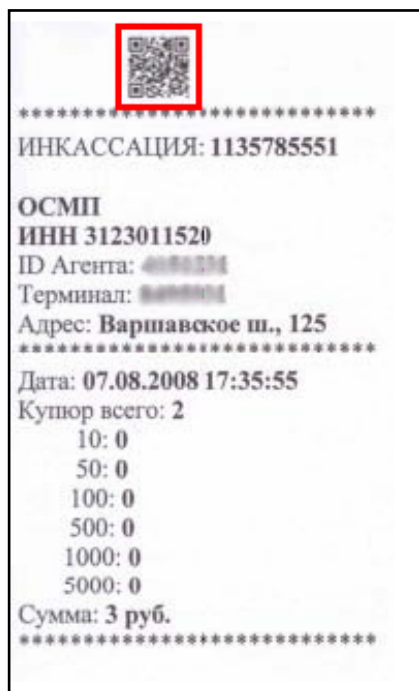 ****************************
ИНКАССАЦИЯ: 1135785551
ОСМП
ИНН 3123011520
ID Агента:
Терминал:
Адрес: Варшавское ш., 125
****************************
Дата: 07.08.2008 17:35:55
Купюр всего: 2
10: 0
50: 0
100: 0
500: 0
1000: 0
5000: 0
Сумма: 3 руб.
****************************